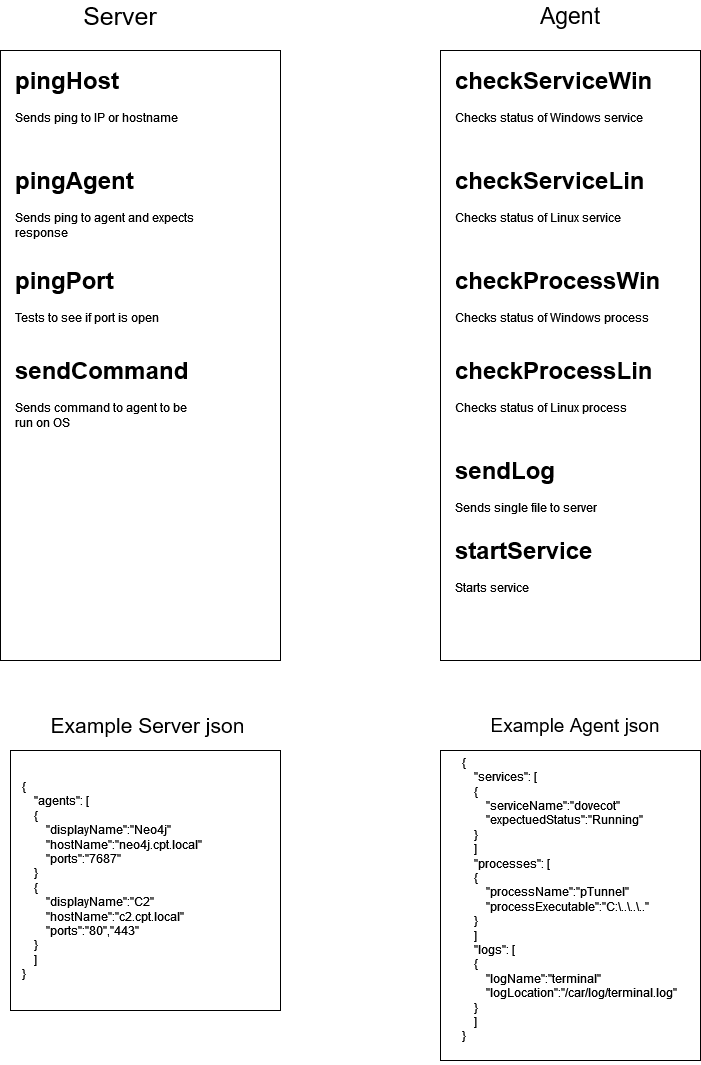 Server
pingHost
Sends ping to IP or hostname
pingAgent
Sends ping to agent and expects
response
pingPort
Tests to see if port is open
sendCommand
Sends command to agent to be
run on OS
Agent
checkServiceWin
Checks status of Windows service
checkServiceLin
Checks status of Linux service
checkProcessWin
Checks status of Windows process
checkProcessLin
Checks status of Linux process
sendLog
Sends single file to server
startService
Starts service
Example Server json
{
"agents": [
{
"displayName":"Neo4j"
"hostName":"neo4j.cpt.local"
"ports":"7687"
}
{
"displayName":"C2"
"hostName":"c2.cpt.local"
"ports":"80","443"
}
]
}
Example Agent json
{
"services": [
{
"serviceName":"dovecot"
"expectuedStatus":"Running"
}
]
"processes": [
{
"processName":"pTunnel"
"processExecutable":"C:\..\..\.."
}
]
"logs": [
{
"logName":"terminal"
"logLocation":"/car/log/terminal.log"
}
]
}